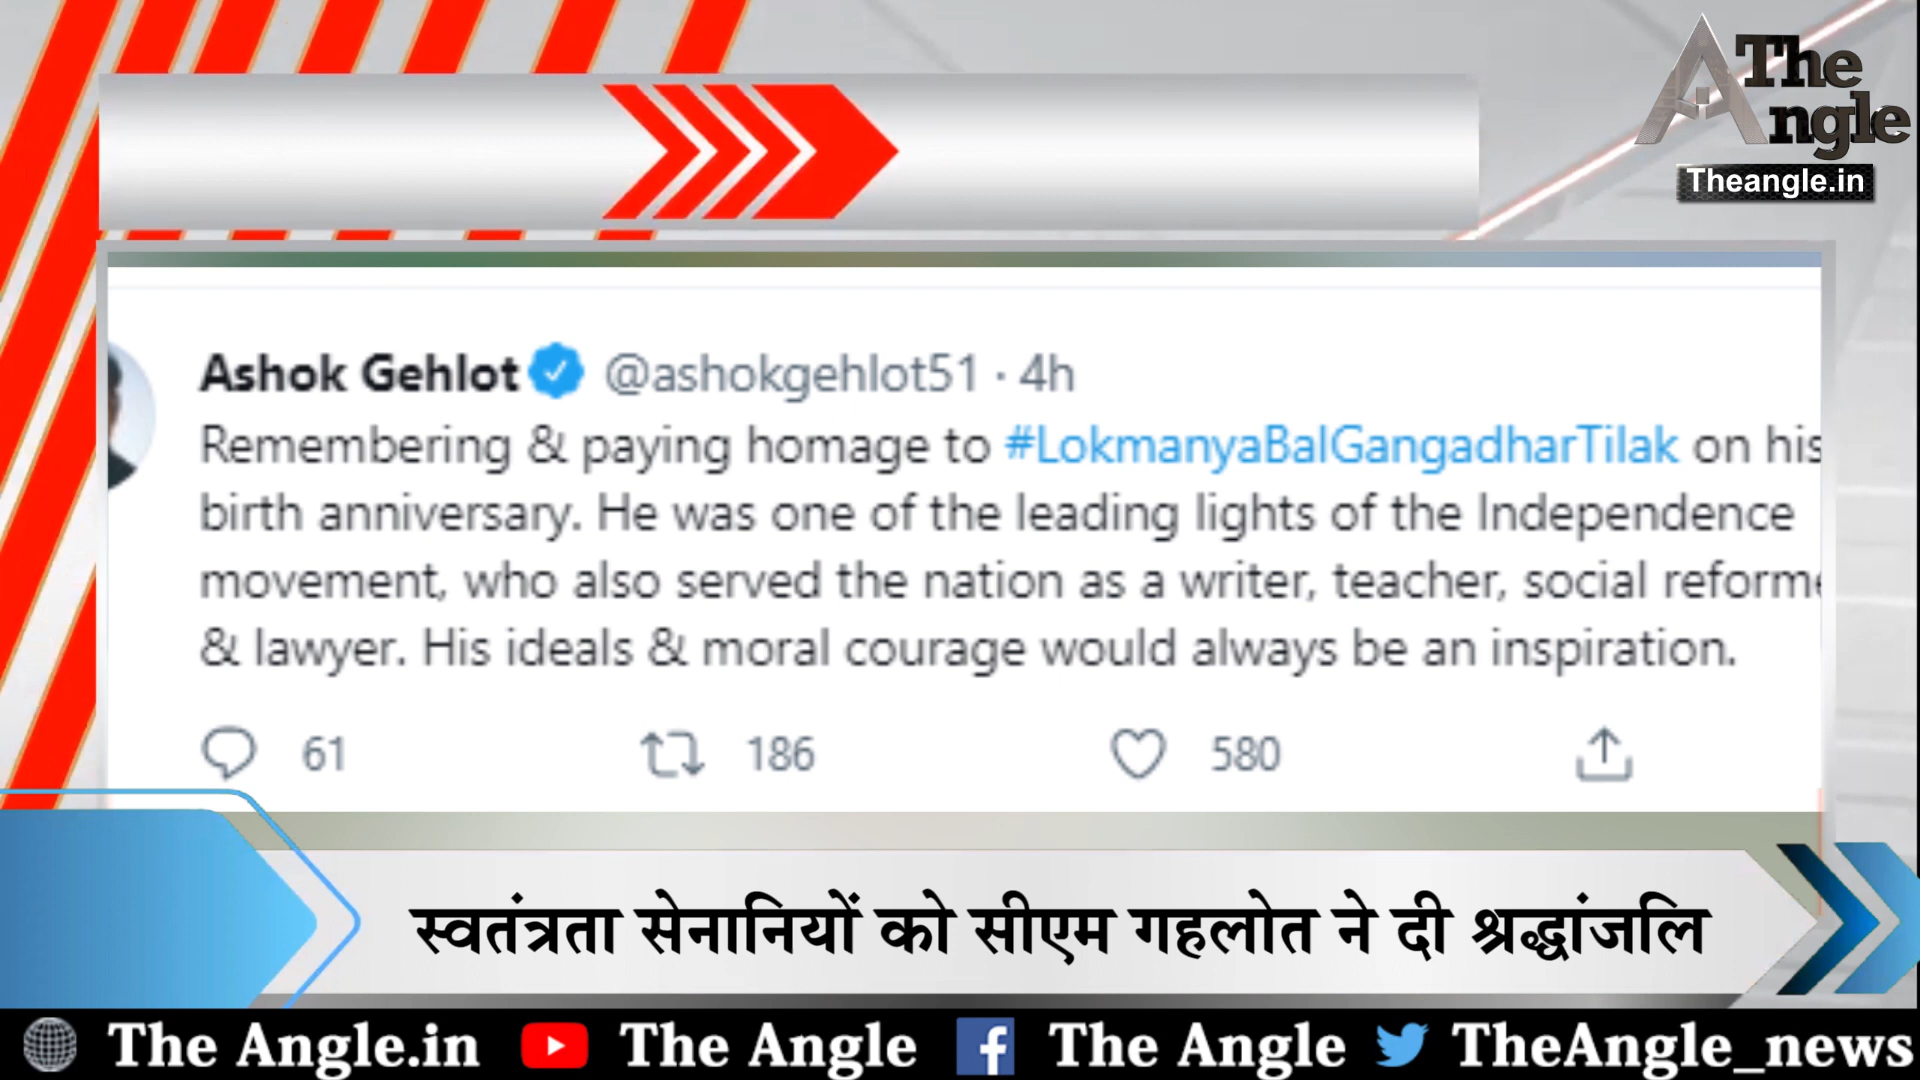 The
Angle
Theangle.in
Ashok Gehlot @ashokgehlot51 · 4h
Remembering & paying homage to #LokmanyaBalGangadharTilak on his
birth anniversary. He was one of the leading lights of the Independence
movement, who also served the nation as a writer, teacher, social reforme
& lawyer. His ideals & moral courage would always be an inspiration.
61 186 580
स्वतंत्रता सेनानियों को सीएम गहलोत ने दी श्रद्धांजलि
The Angle.in The Angle The Angle TheAngle_news